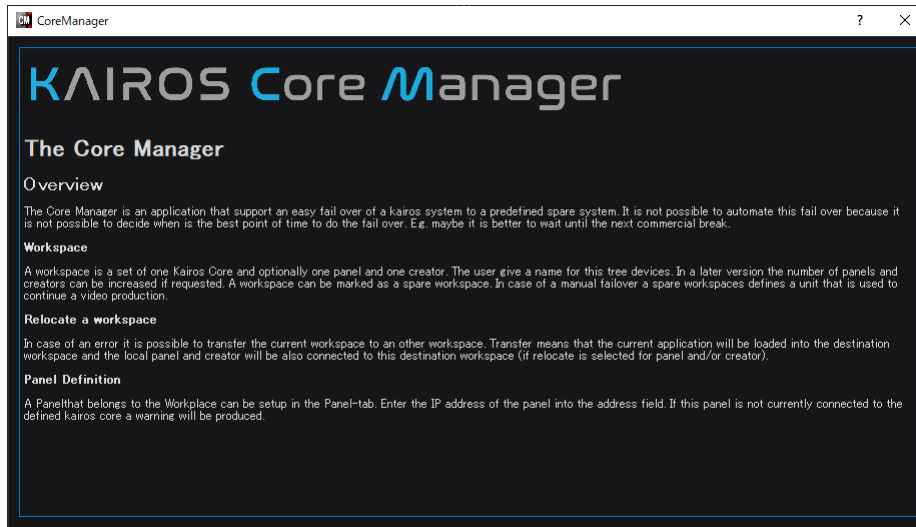 CM CoreManager ? ×
KAIROS Core Manager
The Core Manager
Overview
The Core Manager is an application that support an easy fail over of a kairos system to a predefined spare system. It is not possible to automate this fail over because it
is not possible to decide when is the best point of time to do the fail over. E.g. maybe it is better to wait until the next commercial break.
Workspace
A workspace is a set of one Kairos Core and optionally one panel and one creator. The user give a name for this tree devices. In a later version the number of panels and
creators can be increased if requested. A workspace can be marked as a spare workspace. In case of a manual failover a spare workspaces defines a unit that is used to
continue a video production.
Relocate a workspace
In case of an error it is possible to transfer the current workspace to an other workspace. Transfer means that the current application will be loaded into the destination
workspace and the local panel and creator will be also connected to this destination workspace (if relocate is selected for panel and/or creator).
Panel Definition
A Panelthat belongs to the Workplace can be setup in the Panel-tab. Enter the IP address of the panel into the address field. If this panel is not currently connected to the
defined kairos core a warning will be produced.